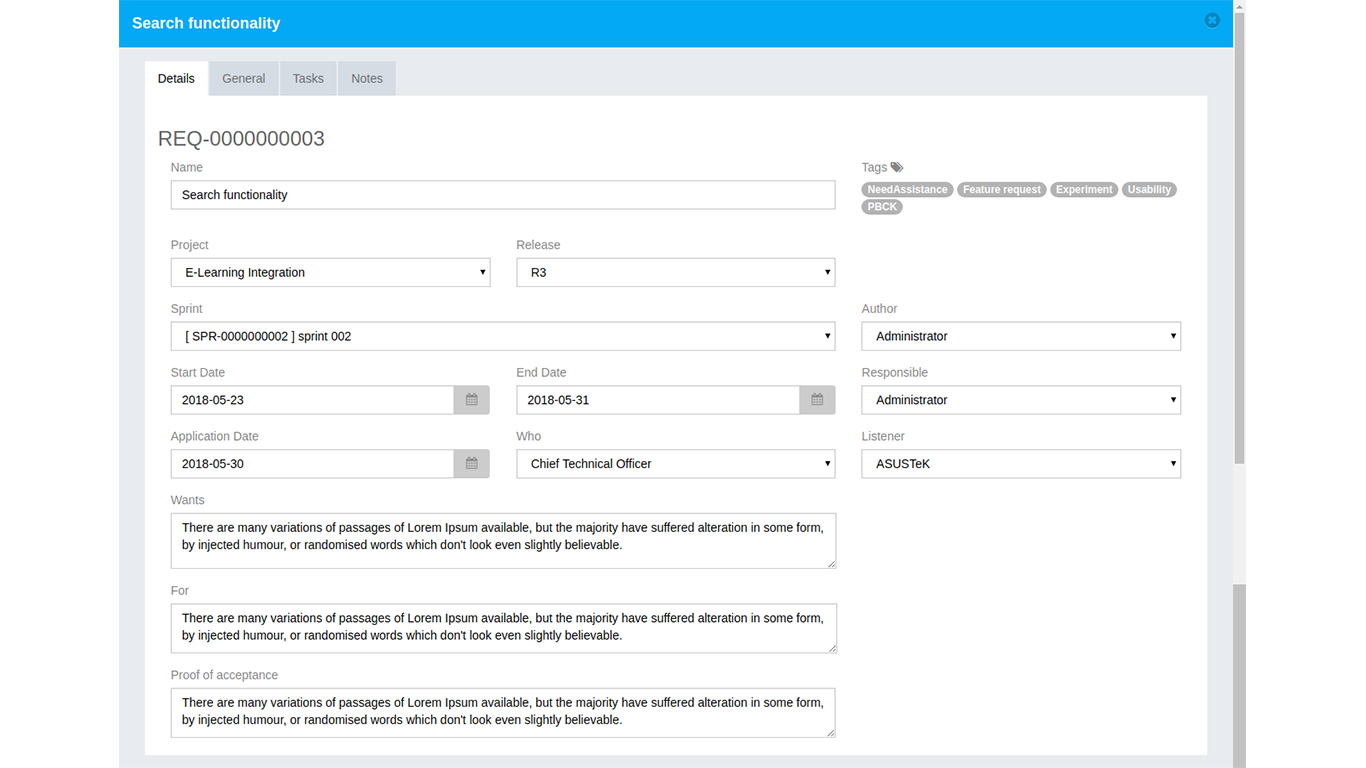 Search functionality
Details
General
Tasks
Notes
REQ-0000000003
Name
Search functionality
Tags
NeedAssistance Feature request Experiment Usability
PBCK
Project
E-Learning Integration
Release
R3
Sprint
[ SPR-0000000002 ] sprint 002
Author
Administrator
Start Date
2018-05-23
End Date
2018-05-31
Responsible
Administrator
Application Date
2018-05-30
Who
Chief Technical Officer
Listener
ASUSTeK
Wants
There are many variations of passages of Lorem Ipsum available, but the majority have suffered alteration in some form,
by injected humour, or randomised words which don't look even slightly believable.
For
There are many variations of passages of Lorem Ipsum available, but the majority have suffered alteration in some form,
by injected humour, or randomised words which don't look even slightly believable.
Proof of acceptance
There are many variations of passages of Lorem Ipsum available, but the majority have suffered alteration in some form,
by injected humour, or randomised words which don't look even slightly believable.